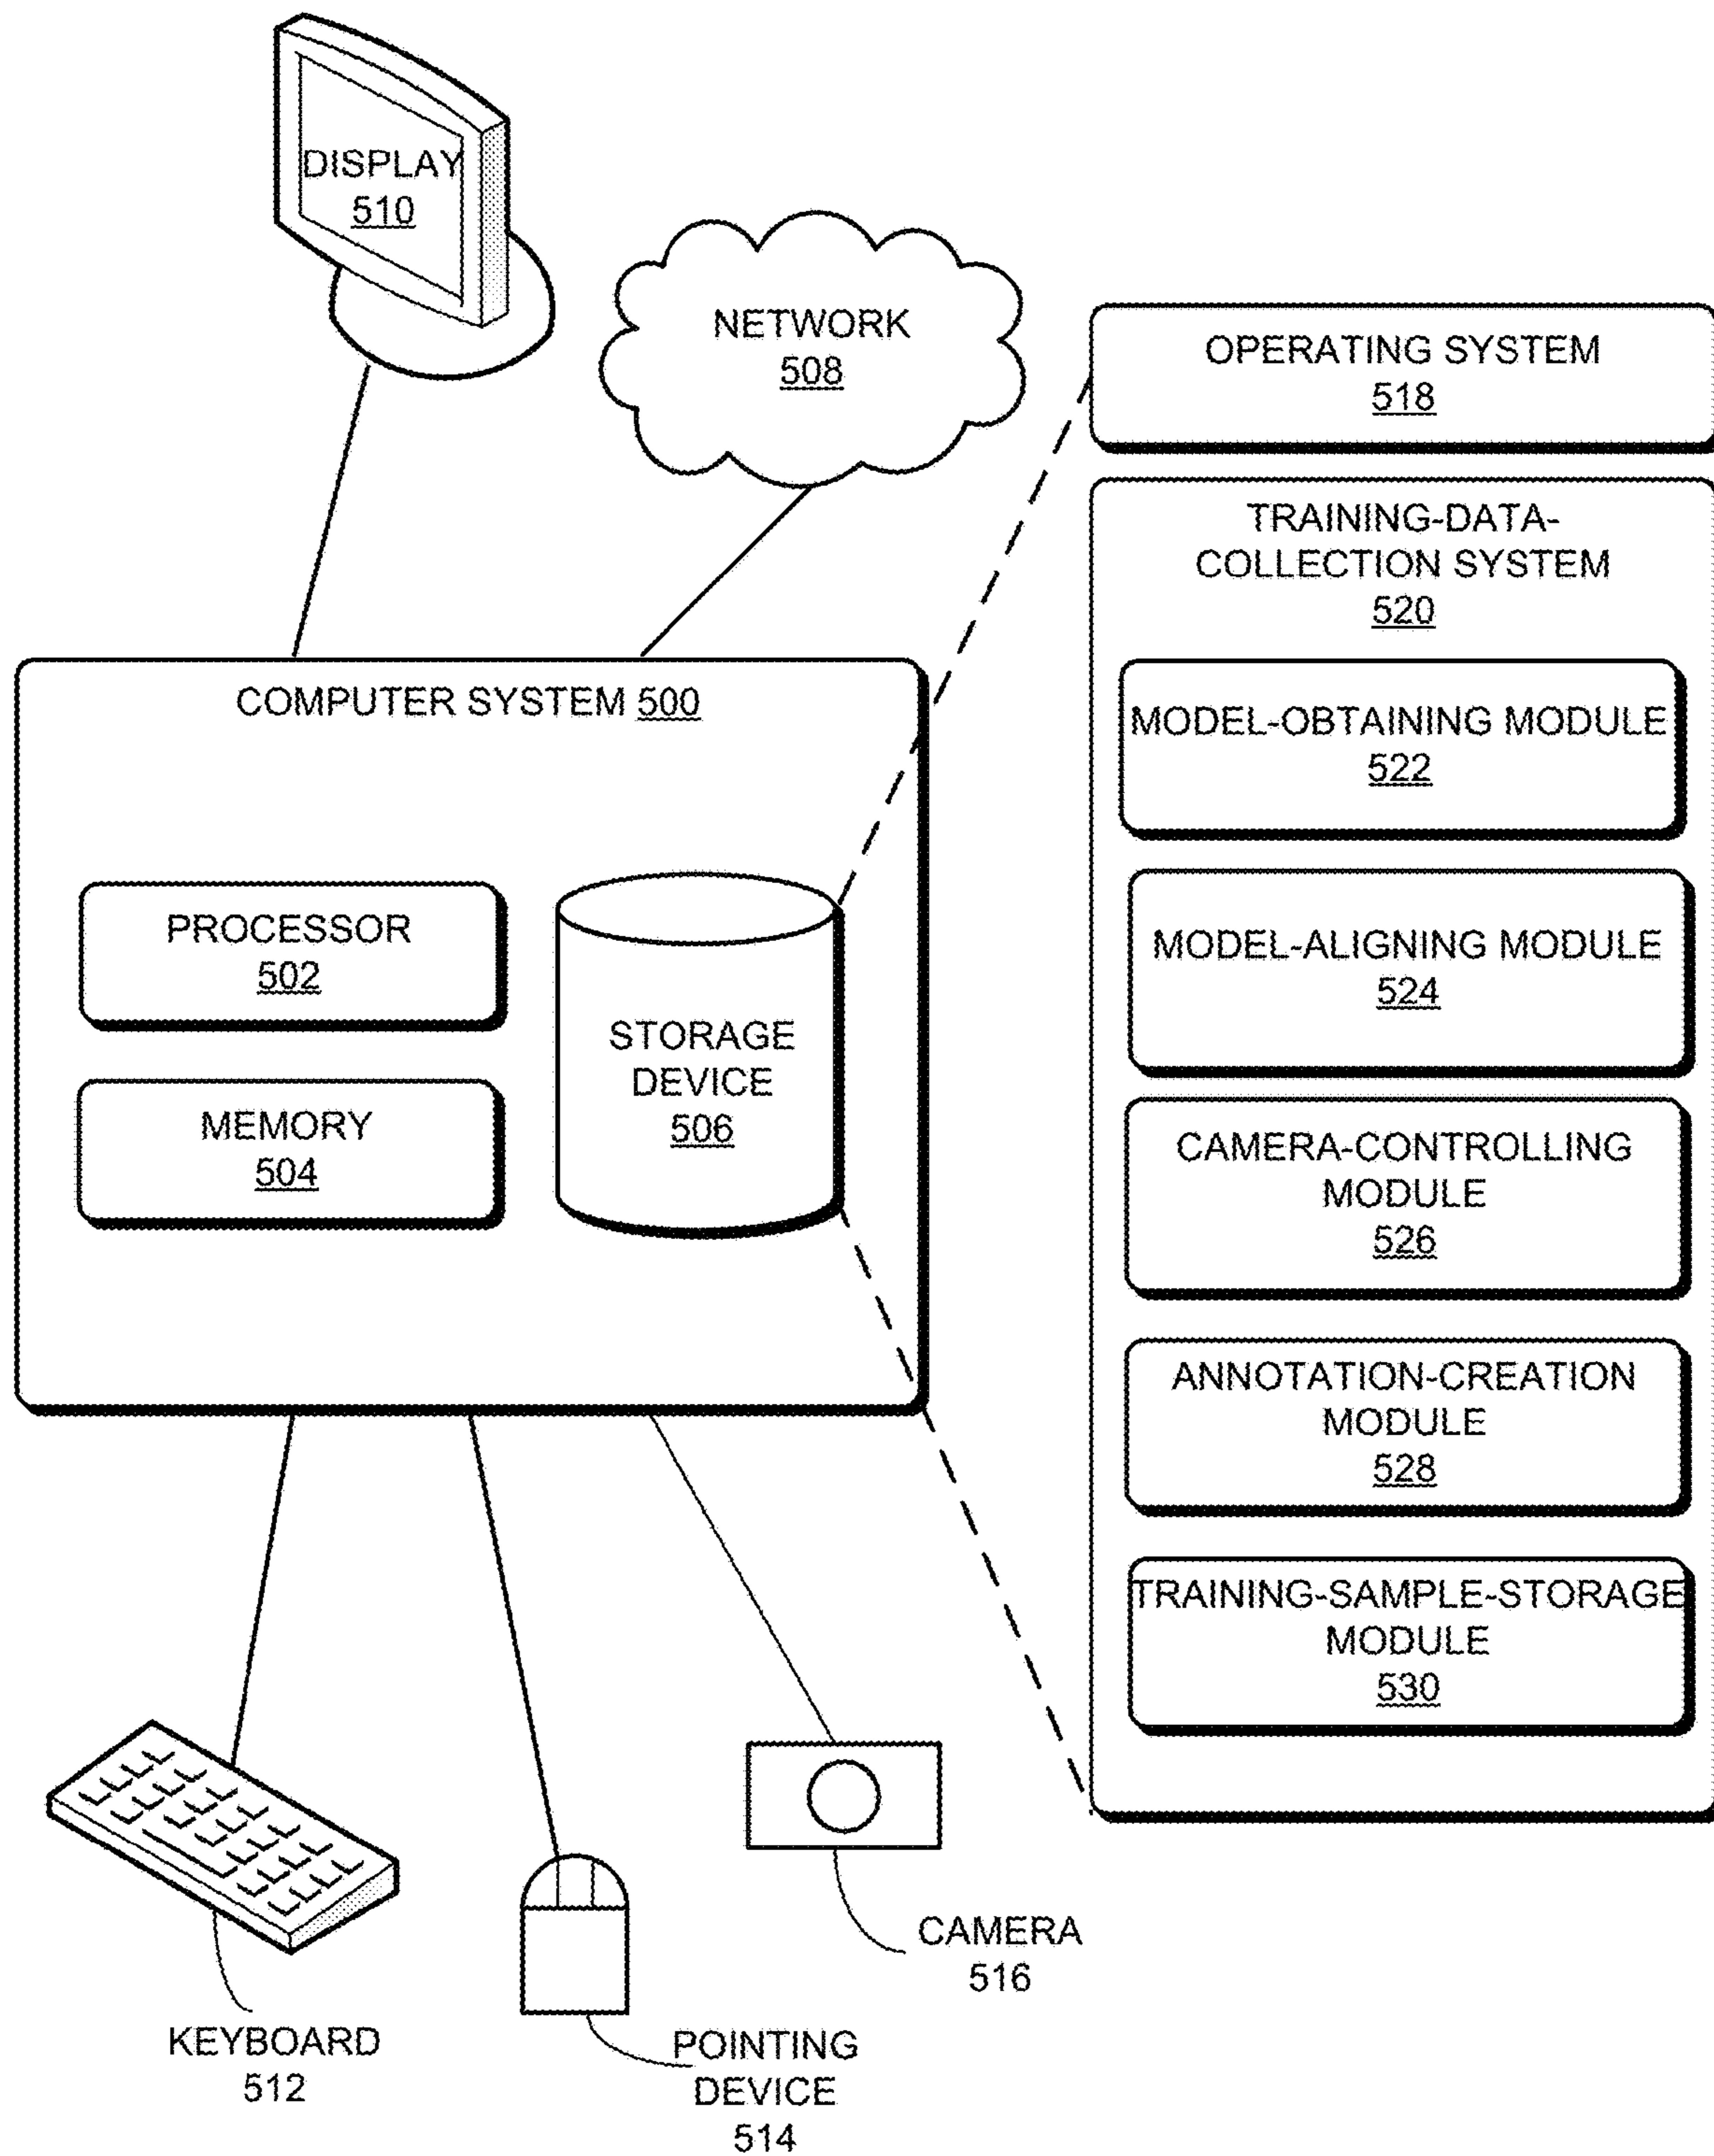 DISPLAY
510
NETWORK
508
OPERATING SYSTEM
518
TRAINING-DATA-
COLLECTION SYSTEM
520
COMPUTER SYSTEM 500
MODEL-OBTAINING MODULE
522
PROCESSOR
502
MEMORY
504
STORAGE
DEVICE
506
MODEL-ALIGNING MODULE
524
CAMERA-CONTROLLING
MODULE
526
ANNOTATION-CREATION
MODULE
528
TRAINING-SAMPLE-STORAGE
MODULE
530
KEYBOARD
512
POINTING
DEVICE
514
CAMERA
516